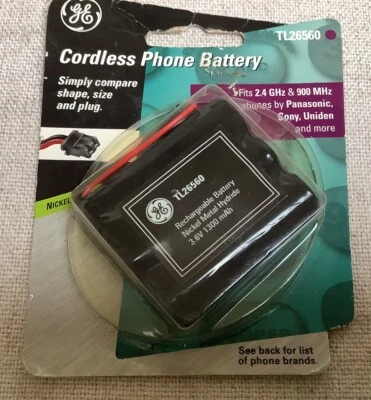 GE
TL26560
Cordless Phone Battery
Simply compare
shape, size
and plug.
Fits 2.4 GHz & 900 MHz
phones by Panasonic,
Sony, Uniden
and more
NICKEL
GE
TL26560
Rechargeable Battery
Nickel Metal Hydride
3.6V 1300 mAh
See back for list
of phone brands.